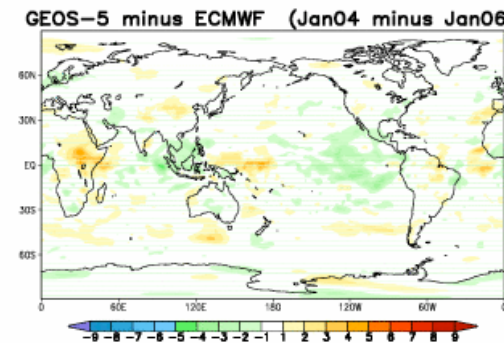 GEOS-5 minus ECMWF (Jan04 minus Jan06
60N
30N
EQ
30S
60S
0 60E 120E 180 120W 60W
-9 -8 -7 -6 -5 -4 -3 -2 -1 1 2 3 4 5 6 7 8 9